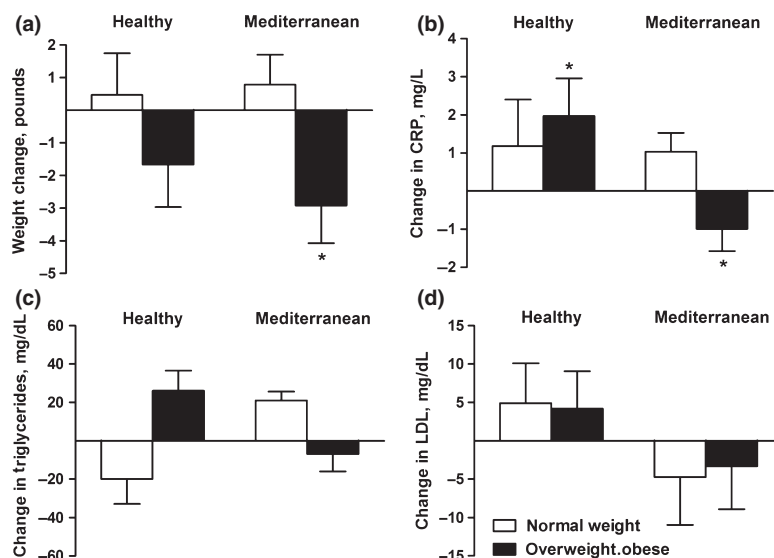 (a)
Healthy Mediterranean
Weight change, pounds
2
1
–1
–2
–3
–4
–5
*
(b)
Healthy Mediterranean
Change in CRP, mg/L
4
3
2
1
–1
–2
*
*
(c)
Healthy Mediterranean
Change in triglycerides, mg/dL
60
40
20
–20
–40
–60
(d)
Healthy Mediterranean
Change in LDL, mg/dL
15
10
5
–5
–10
–15
Normal weight
Overweight.obese